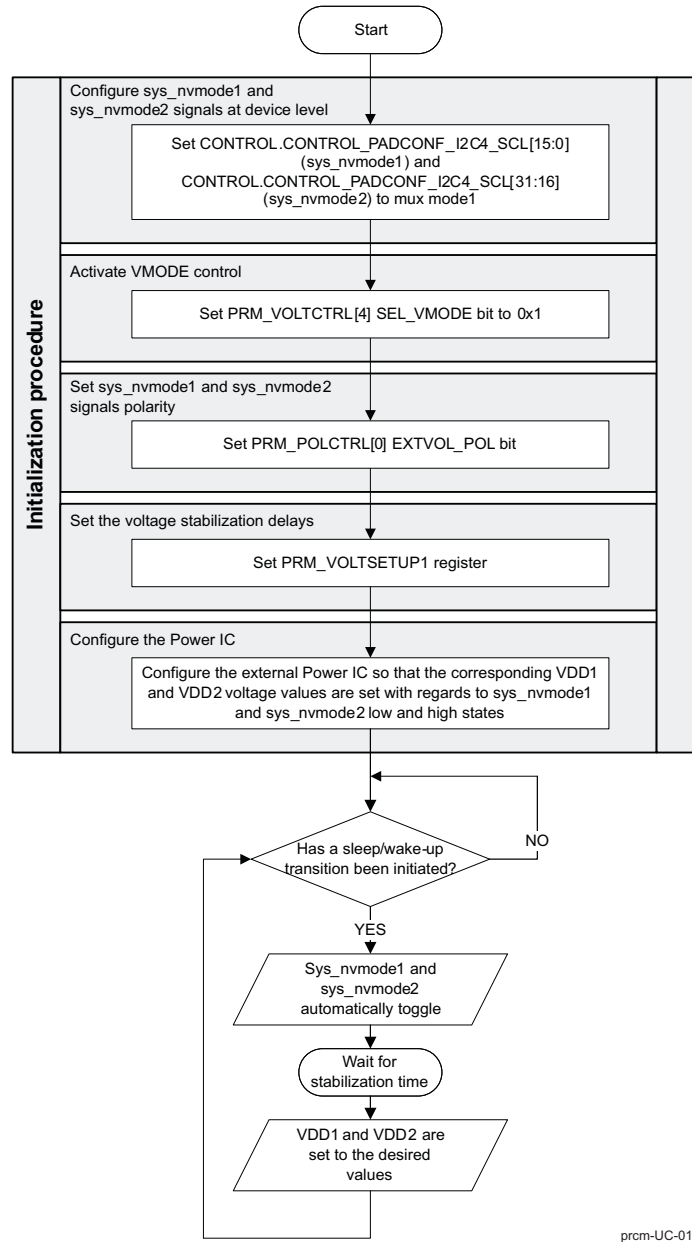 Start
Initialization procedure
Configure sys_nvmode1 and
sys_nvmode2 signals at device level
Set CONTROL.CONTROL_PADCONF_I2C4_SCL[15:0]
(sys_nvmode1) and
CONTROL.CONTROL_PADCONF_I2C4_SCL[31:16]
(sys_nvmode2) to mux mode1
Activate VMODE control
Set PRM_VOLTCTRL[4] SEL_VMODE bit to 0x1
Set sys_nvmode1 and sys_nvmode2
signals polarity
Set PRM_POLCTRL[0] EXTVOL_POL bit
Set the voltage stabilization delays
Set PRM_VOLTSETUP1 register
Configure the Power IC
Configure the external Power IC so that the corresponding VDD1
and VDD2 voltage values are set with regards to sys_nvmode1
and sys_nvmode2 low and high states
Has a sleep/wake-up
transition been initiated?
NO
YES
Sys_nvmode1 and
sys_nvmode2
automatically toggle
Wait for
stabilization time
VDD1 and VDD2 are
set to the desired
values
prcm-UC-01